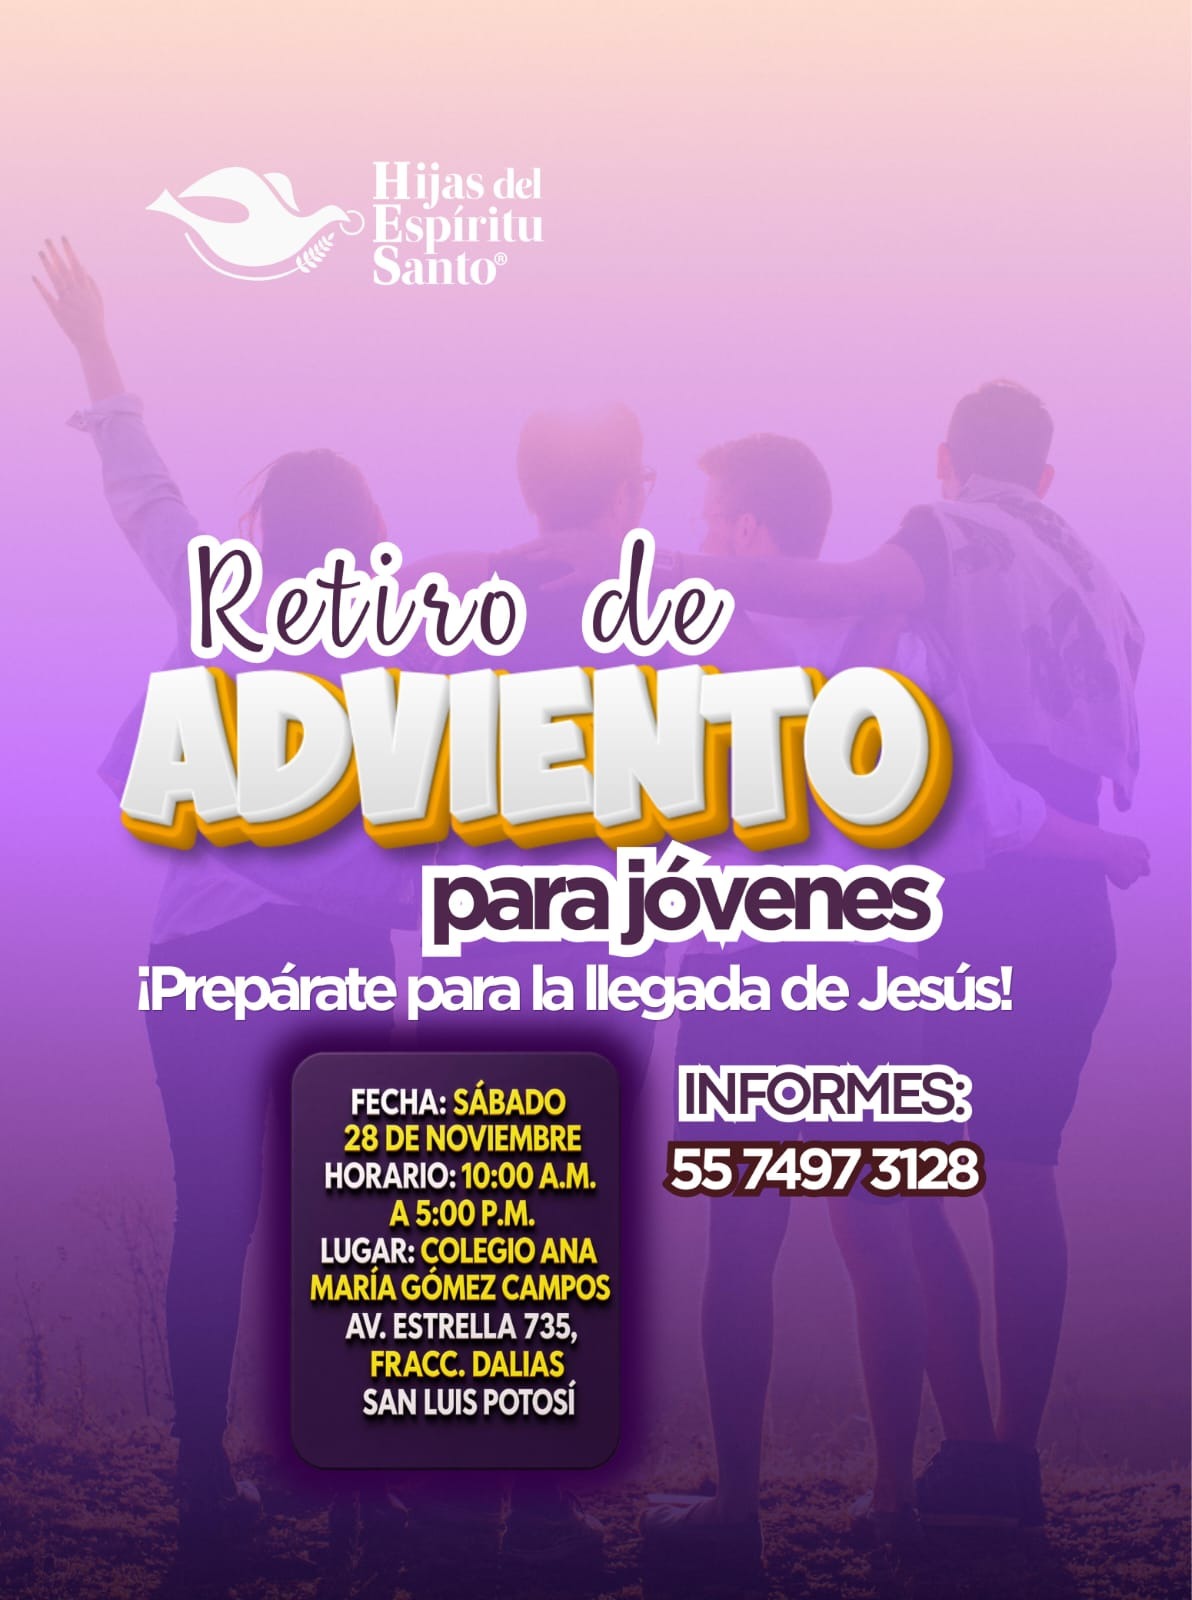 Hijas del
Espíritu
Santo®
Retiro de
ADVIENTO
para jóvenes
¡Prepárate para la llegada de Jesús!
FECHA: SÁBADO
28 DE NOVIEMBRE
HORARIO: 10:00 A.M.
A 5:00 P.M.
LUGAR: COLEGIO ANA
MARÍA GÓMEZ CAMPOS
AV. ESTRELLA 735,
FRACC. DALIAS
SAN LUIS POTOSÍ
INFORMES:
55 7497 3128